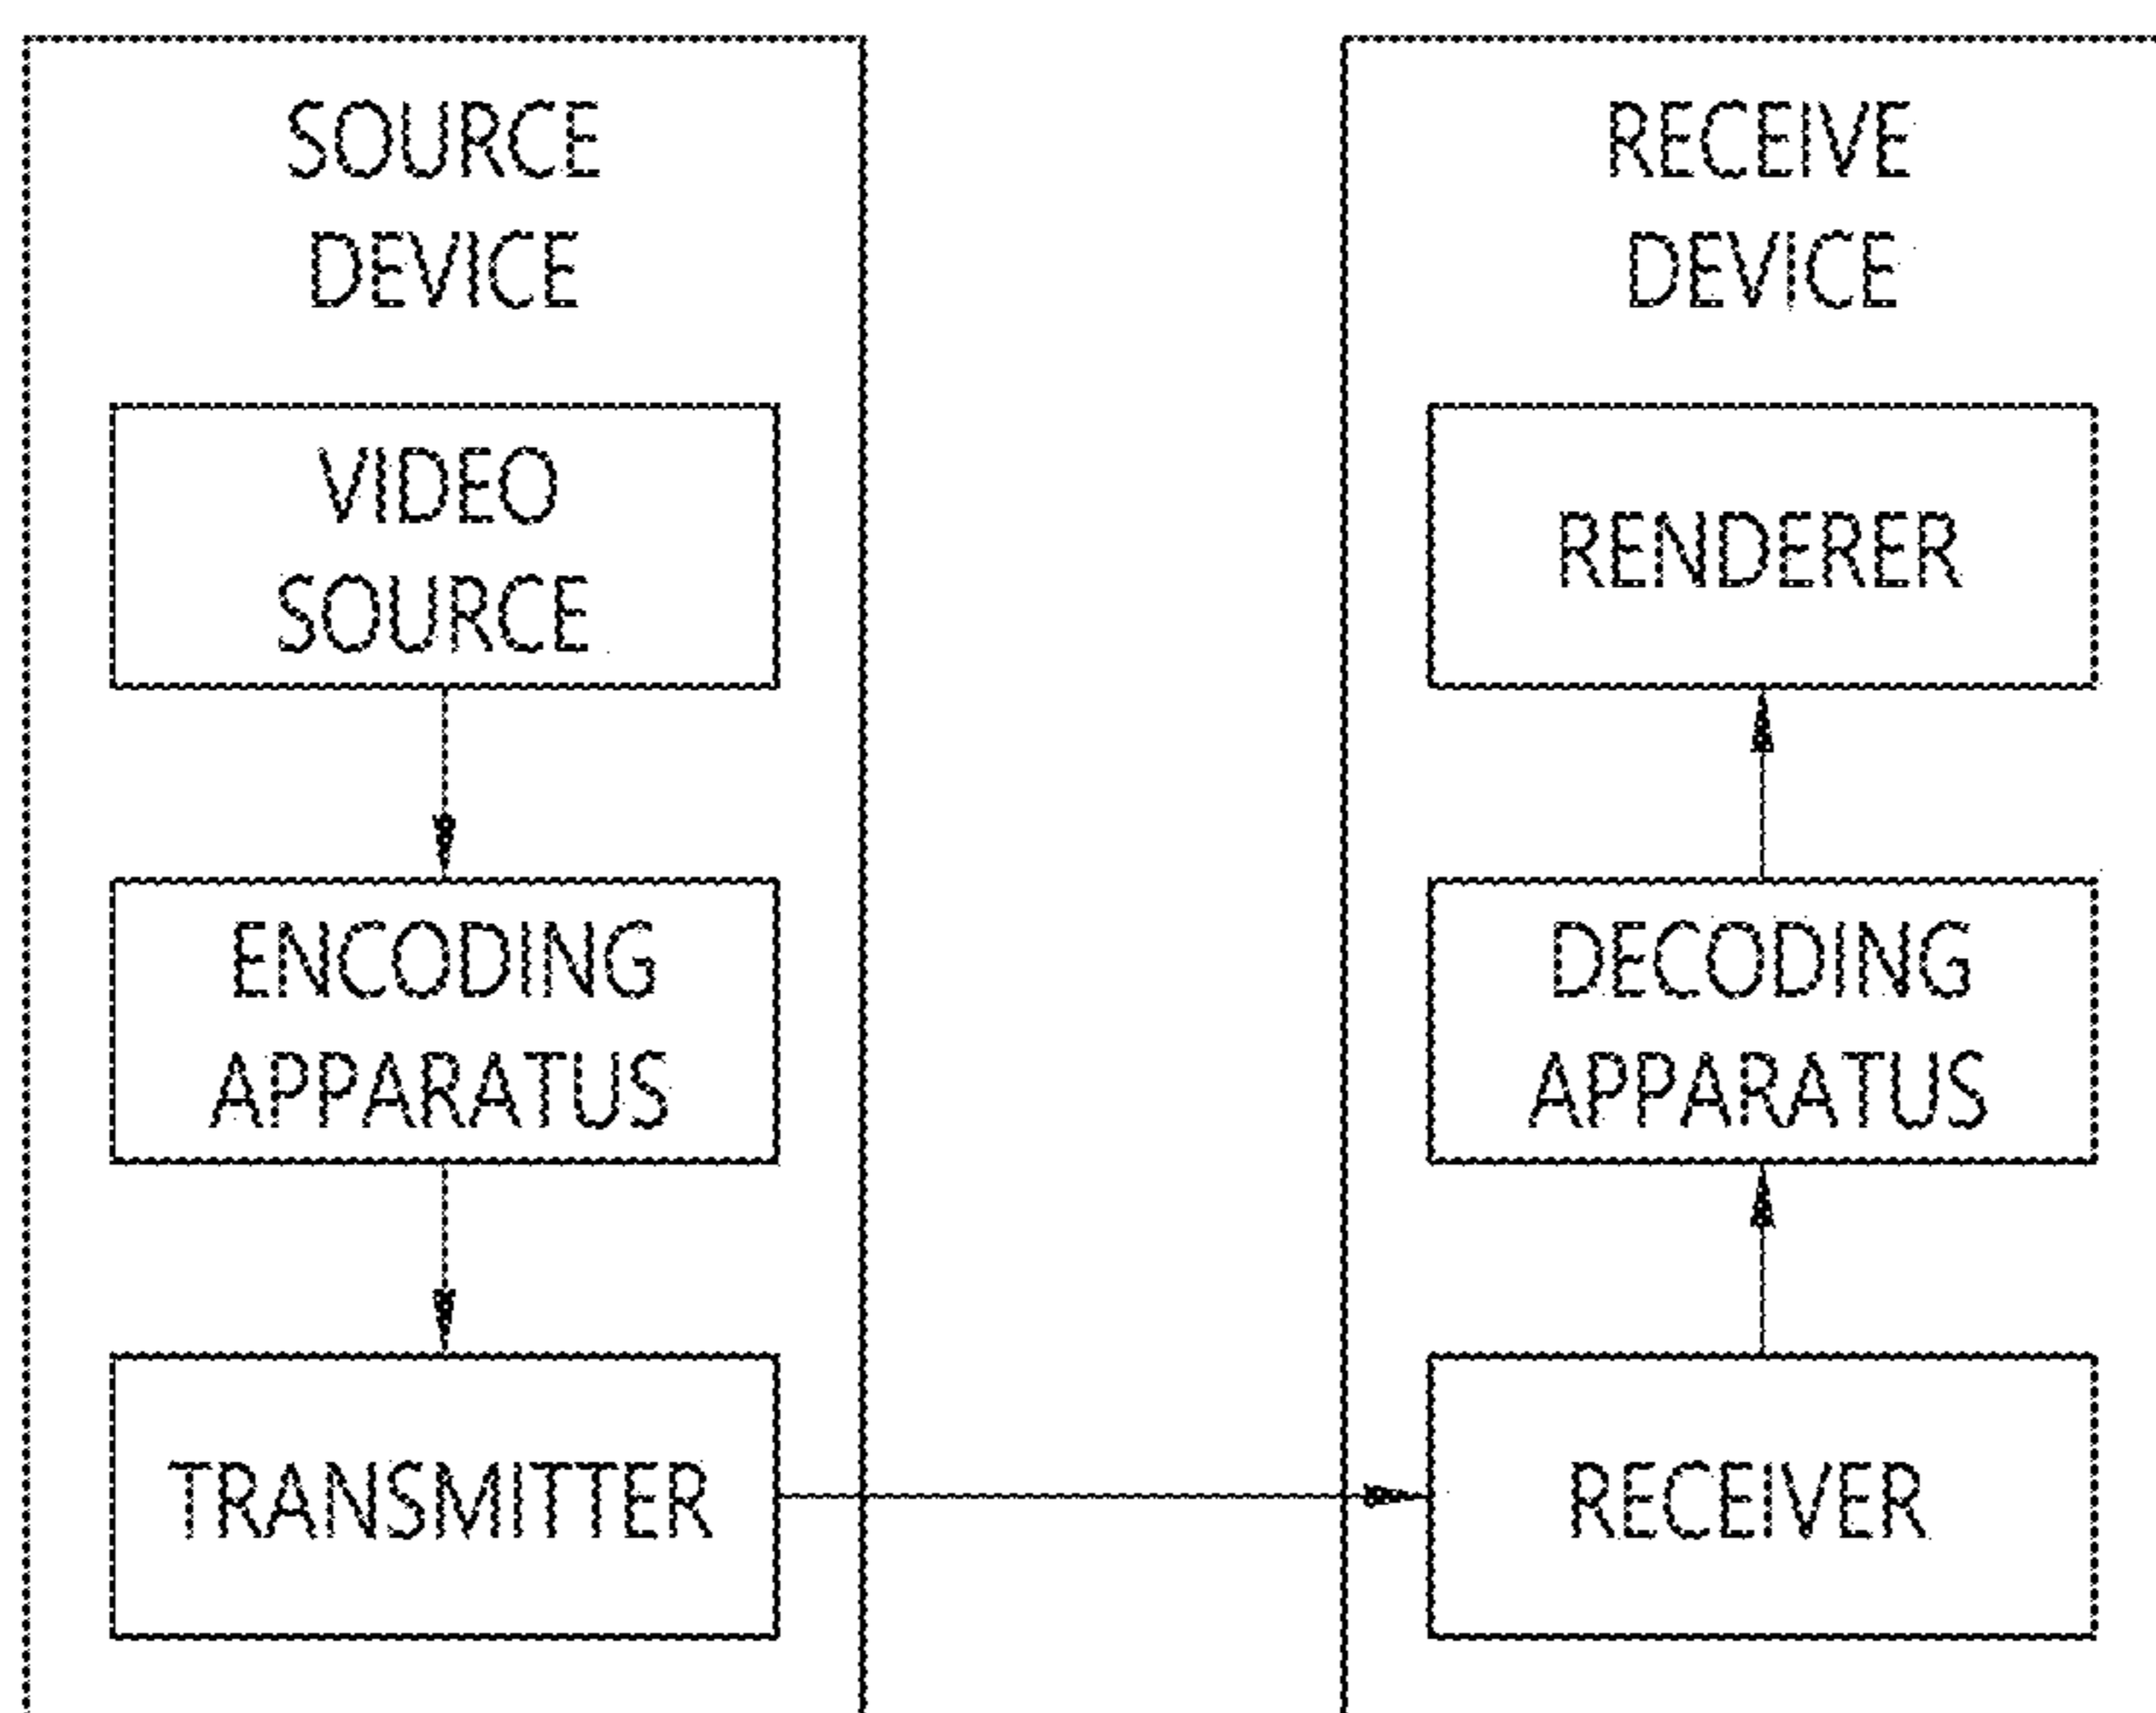 SOURCE
DEVICE
VIDEO
SOURCE
ENCODING
APPARATUS
TRANSMITTER
RECEIVE
DEVICE
RENDERER
DECODING
APPARATUS
RECEIVER